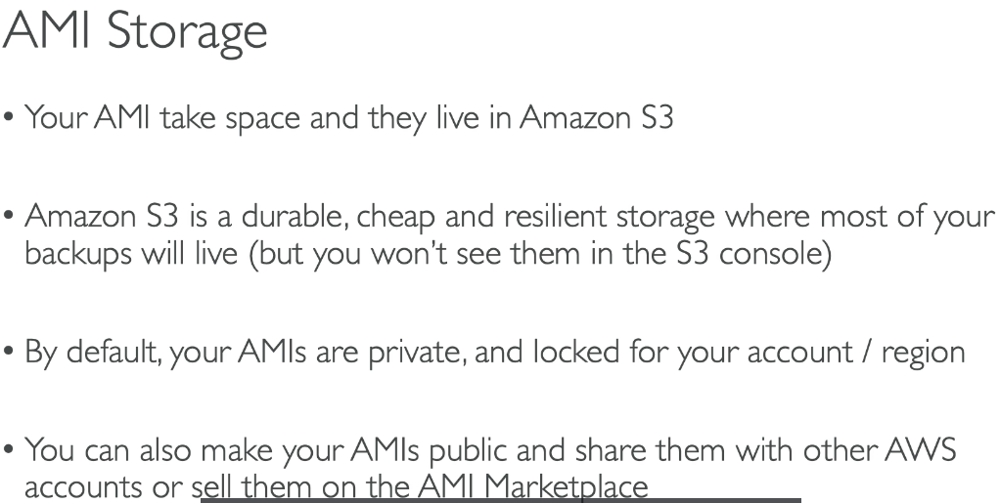 AMI Storage
• Your AMI take space and they live in Amazon S3
• Amazon S3 is a durable, cheap and resilient storage where most of your
backups will live (but you won't see them in the S3 console)
• By default, your AMIs are private, and locked for your account / region
• You can also make your AMIs public and share them with other AWS
accounts or sell them on the AMI Marketplace